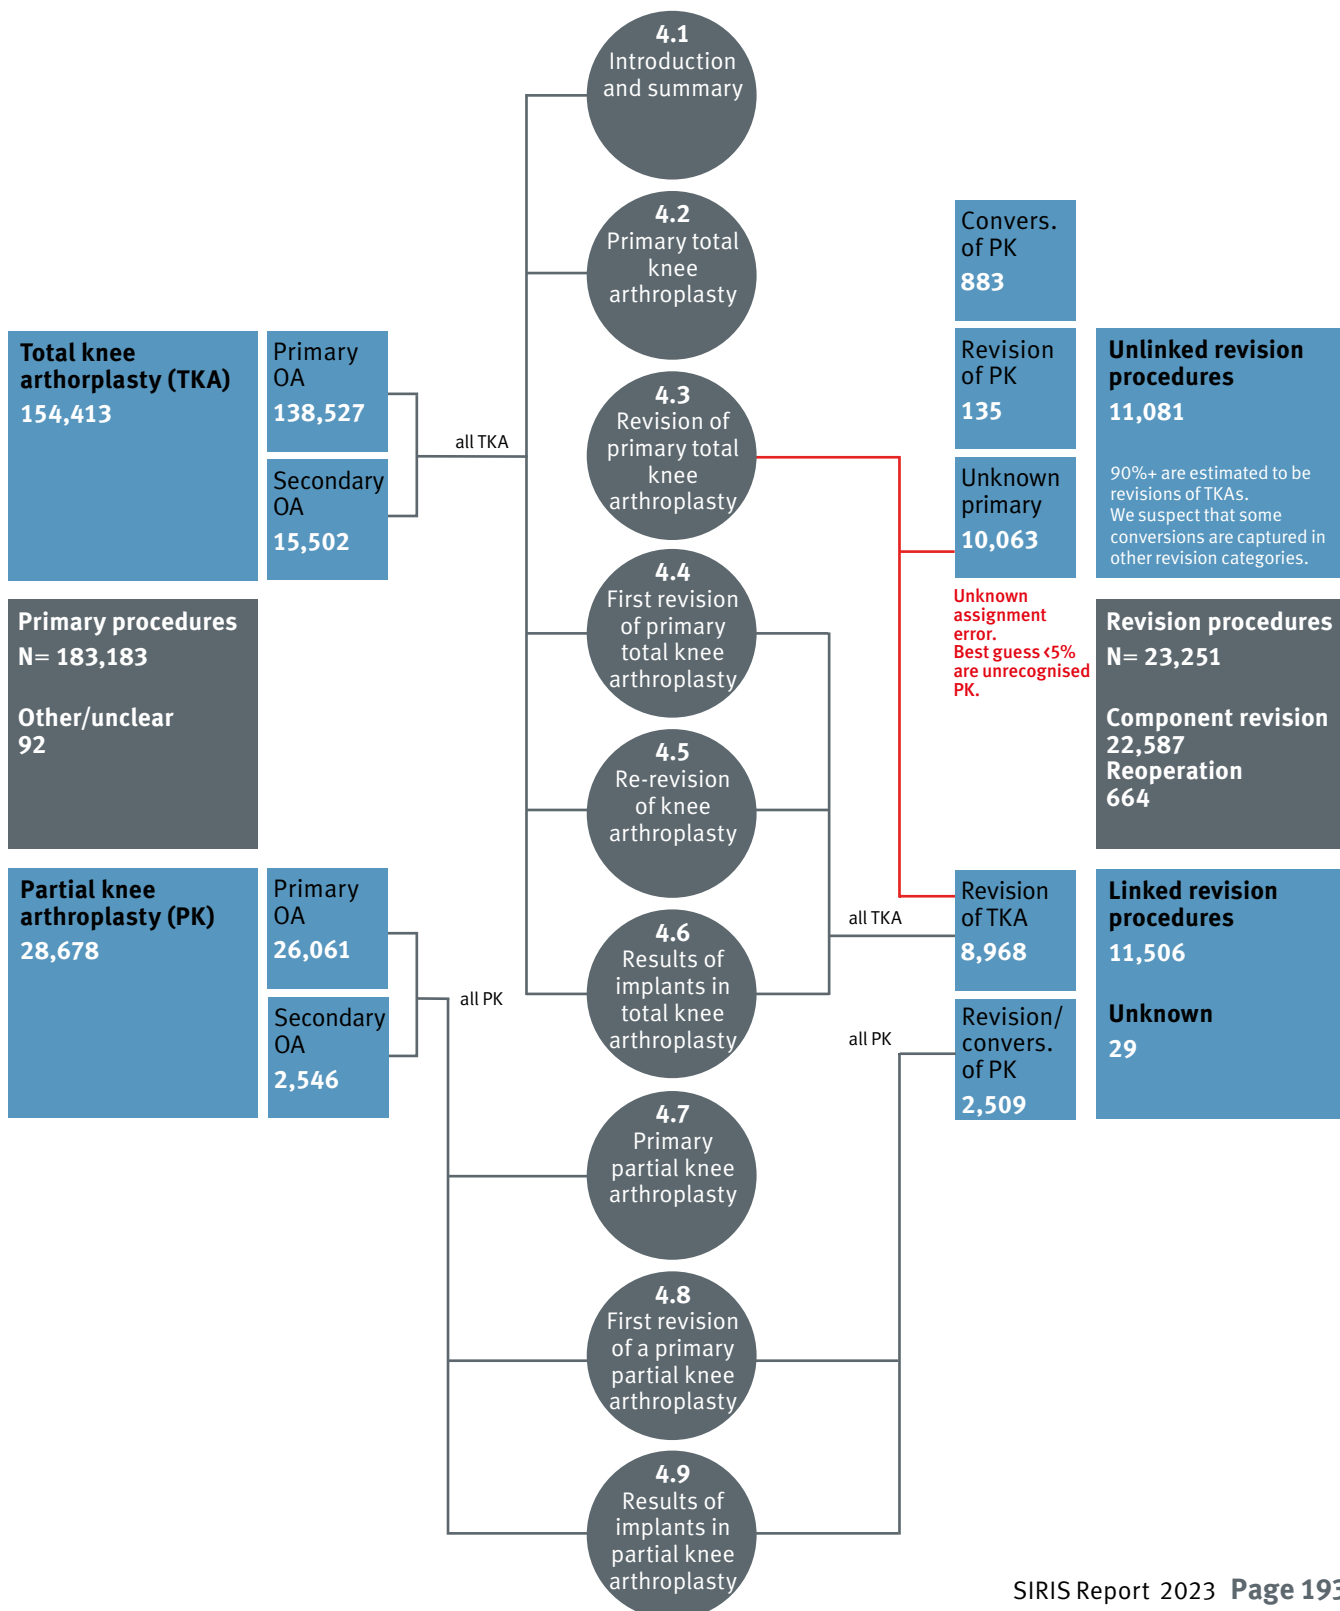 4.1
Introduction
and summary
4.2
Primary total
knee
arthroplasty
4.3
Revision of
primary total
knee
arthroplasty
4.4
First revision
of primary
total knee
arthroplasty
4.5
Re-revision
of knee
arthroplasty
4.6
Results of
implants in
total knee
arthroplasty
4.7
Primary
partial knee
arthroplasty
4.8
First revision
of a primary
partial knee
arthroplasty
4.9
Results of
implants in
partial knee
arthroplasty
Total knee
arthorplasty (TKA)
154,413
Primary
OA
138,527
Secondary
OA
15,502
all TKA
Primary procedures
N= 183,183
Other/unclear
92
Partial knee
arthroplasty (PK)
28,678
Primary
OA
26,061
Secondary
OA
2,546
all PK
Convers.
of PK
883
Revision
of PK
135
Unknown
primary
10,063
Unknown
assignment
error.
Best guess <5%
are unrecognised
PK.
Unlinked revision
procedures
11,081
90%+ are estimated to be
revisions of TKAs.
We suspect that some
conversions are captured in
other revision categories.
Revision procedures
N= 23,251
Component revision
22,587
Reoperation
664
all TKA
Revision
of TKA
8,968
all PK
Revision/
convers.
of PK
2,509
Linked revision
procedures
11,506
Unknown
29
SIRIS Report 2023 Page 193